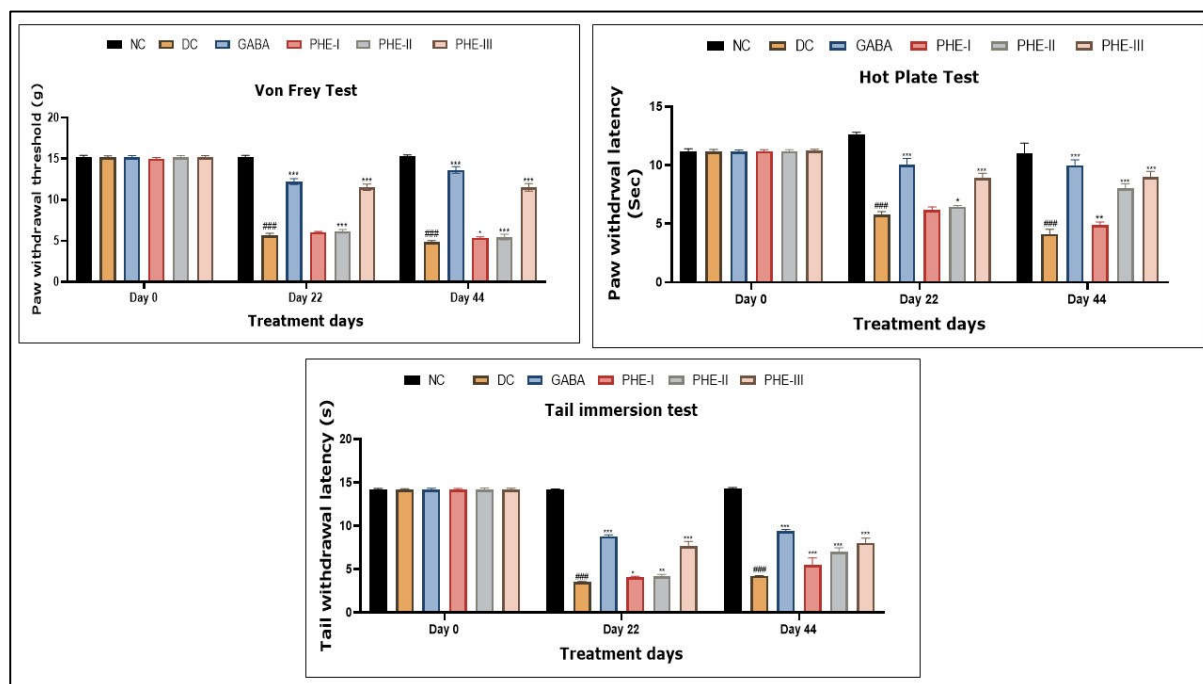 NC DC GABA PHE-I PHE-II PHE-III
Von Frey Test
Paw withdrawal threshold (g)
20
15
10
5
0
###
***
***
***
###
***
*
***
***
Day 0 Day 22 Day 44
Treatment days
NC DC GABA PHE-I PHE-II PHE-III
Hot Plate Test
Paw withdrwal latency
(Sec)
15
10
5
0
###
***
*
***
###
***
**
***
***
Day 0 Day 22 Day 44
Treatment days
NC DC GABA PHE-I PHE-II PHE-III
Tail immersion test
Tail withdrawal latency (s)
20
15
10
5
0
###
***
*
**
***
###
***
***
***
***
Day 0 Day 22 Day 44
Treatment days